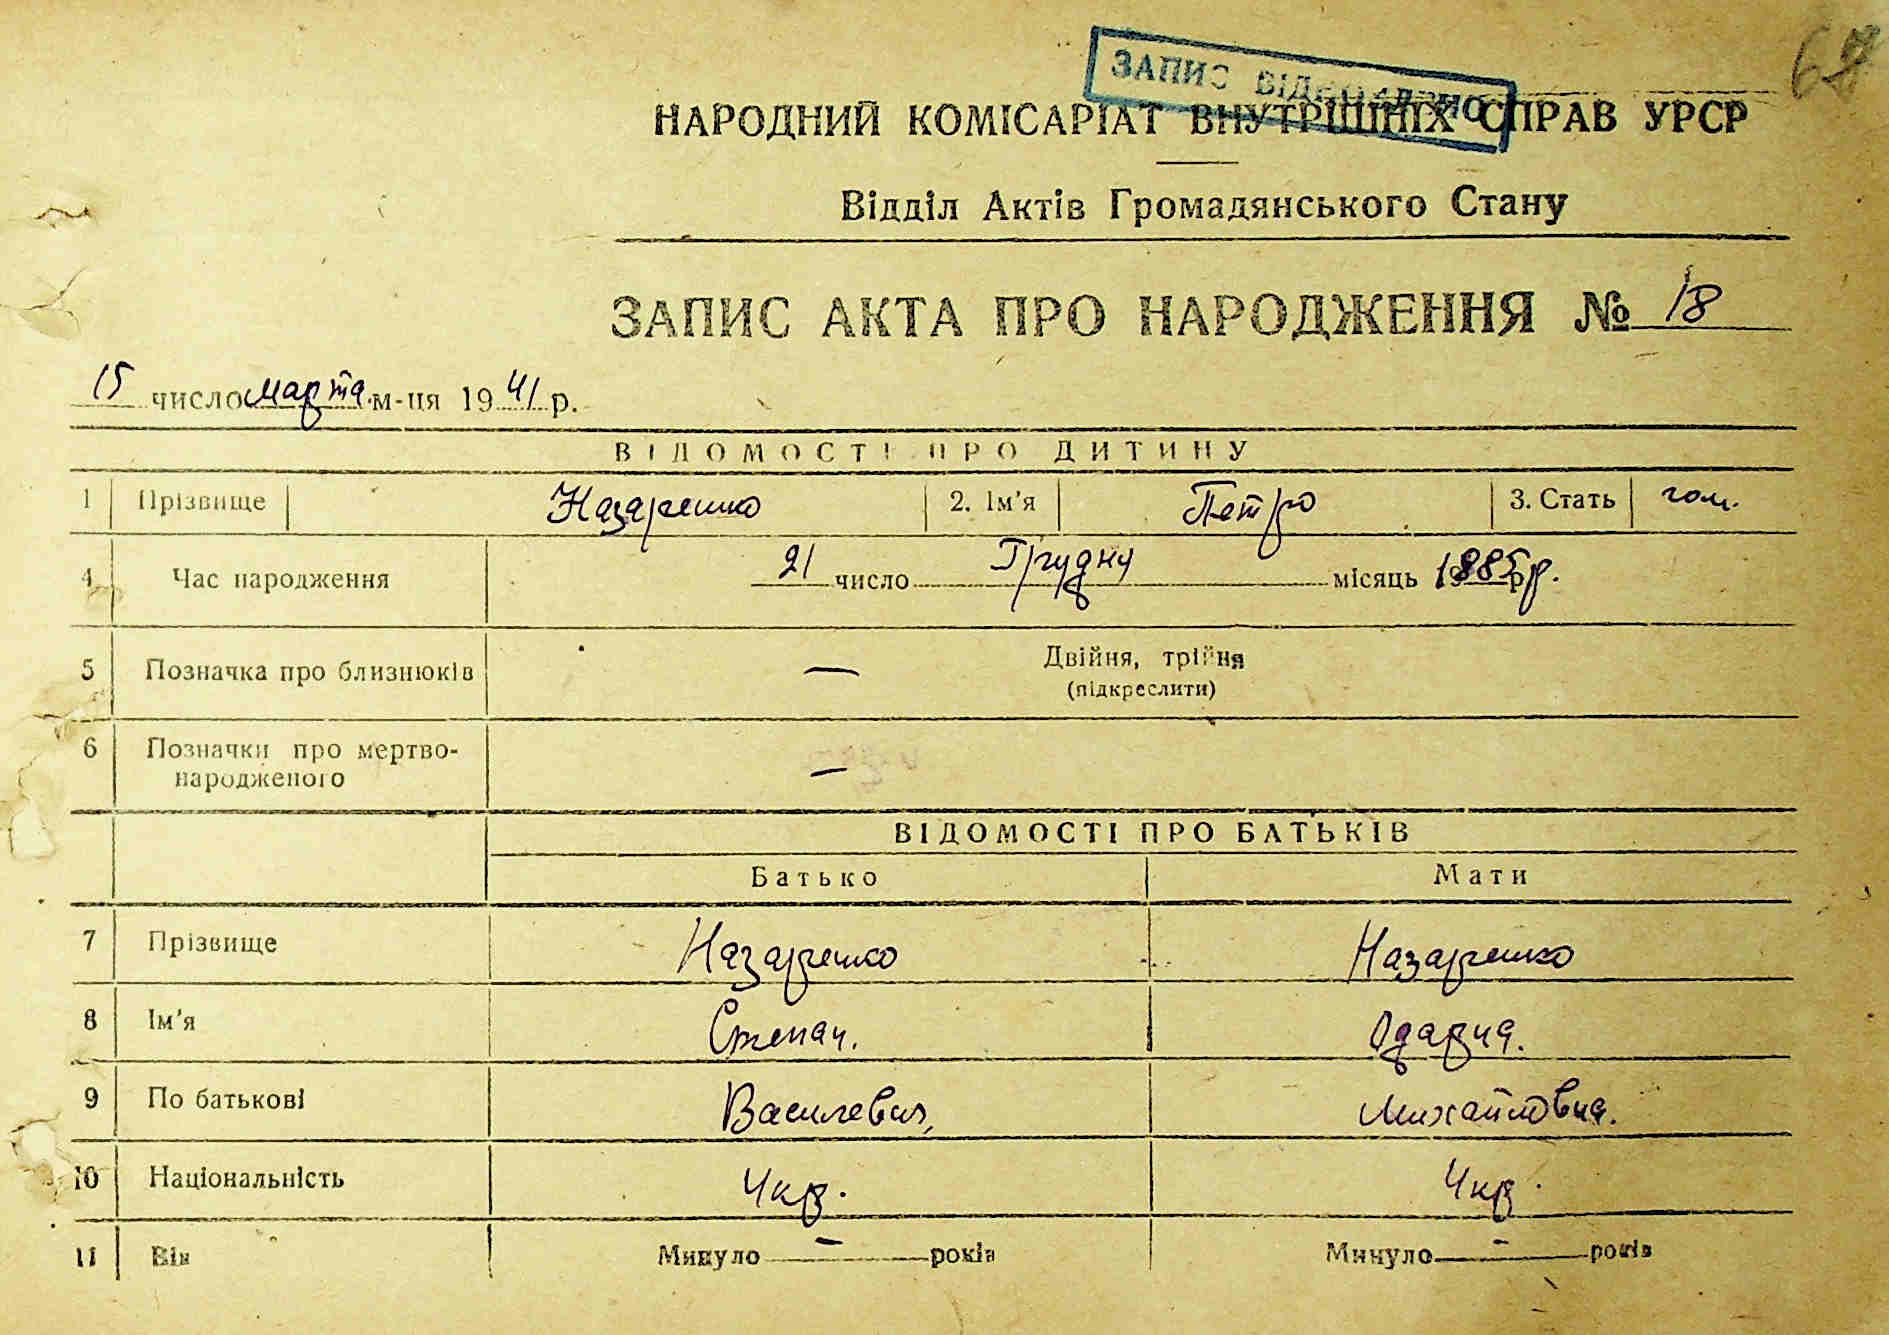 ЗАПИС ВІДНОВЛЕНО
НАРОДНИЙ КОМІСАРІАТ ВНУТРІШНІХ СПРАВ УРСР
Відділ Актів Громадянського Стану
ЗАПИС АКТА ПРО НАРОДЖЕННЯ № 18
15 число марта м-ця 1941 р.
ВІДОМОСТІ ПРО ДИТИНУ
1 Прізвище Назаренко 2. Ім'я Петро 3. Стать чол.
4 Час народження 21 число Грудня місяць 1885 р.
5 Позначка про близнюків — Двійня, трійня
(підкреслити)
6 Позначки про мертво-
народженого —
ВІДОМОСТІ ПРО БАТЬКІВ
Батько Мати
7 Прізвище Назаренко Назаренко
8 Ім'я Степан. Одарка.
9 По батькові Василевич, Михайловна.
10 Національність Укр. Укр.
11 Вік Минуло — років Минуло — років